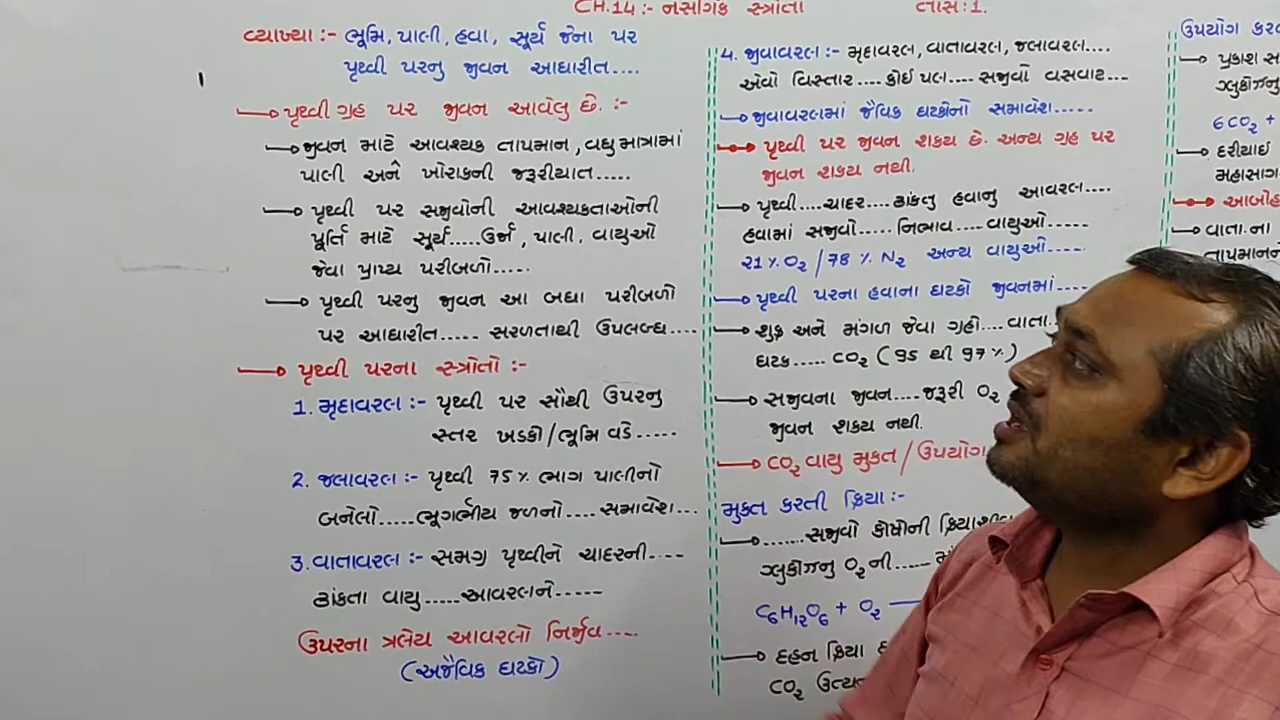 CH.14 :- નૈસર્ગિક સ્ત્રોતો
તાસ : 1.
વ્યાખ્યા :- ભૂમિ, પાણી, હવા, સૂર્ય જેના પર
પૃથ્વી પરનુ જીવન આધારીત....
પૃથ્વી ગ્રહ પર જીવન આવેલુ છે. :-
જીવન માટે આવશ્યક તાપમાન, વધુ માત્રામાં
પાણી અને ખોરાકની જરૂરીયાત.....
પૃથ્વી પર સજીવોની આવશ્યકતાઓની
પૂર્તિ માટે સૂર્ય.....ઉર્જા, પાણી, વાયુઓ
જેવા પ્રાપ્ય પરીબળો.....
પૃથ્વી પરનુ જીવન આ બધા પરીબળો
પર આધારીત..... સરળતાથી ઉપલબ્ધ....
પૃથ્વી પરના સ્ત્રોતો :-
1. મૃદાવરણ :- પૃથ્વી પર સૌથી ઉપરનુ
સ્તર ખડકો/ભૂમિ વડે.....
2. જલાવરણ :- પૃથ્વી 75% ભાગ પાણીનો
બનેલો.....ભૂગર્ભીય જળનો.... સમાવેશ...
3. વાતાવરણ :- સમગ્ર પૃથ્વીને ચાદરની....
ઢાંકતા વાયુ.....આવરણને.....
ઉપરના ત્રણેય આવરણો નિર્જીવ....
(અજૈવિક ઘટકો)
4. જીવાવરણ :- મૃદાવરણ, વાતાવરણ, જલાવરણ....
એવો વિસ્તાર.... કોઈ પણ.... સજીવો વસવાટ...
જીવાવરણમાં જૈવિક ઘટકોનો સમાવેશ.....
પૃથ્વી પર જીવન શકય છે. અન્ય ગ્રહ પર
જીવન શકય નથી.
પૃથ્વી....ચાદર....ઢાંકતુ હવાનુ આવરણ....
હવામાં સજીવો..... નિભાવ.... વાયુઓ.....
21% O₂ / 78% N₂ અન્ય વાયુઓ.....
પૃથ્વી પરના હવાના ઘટકો જીવનમાં....
શુક્ર અને મંગળ જેવા ગ્રહો....વાતા.
ઘટક..... CO₂ (95 થી 97%)
સજીવના જીવન....જરૂરી O₂
જીવન શકય નથી.
CO₂ વાયુ મુકત / ઉપયોગ
મુકત કરતી ક્રિયા :-
.......સજીવો કોષોની
ગ્લુકોઝનુ O₂ ની.....
C₆H₁₂O₆ + O₂
દહન ક્રિયા
CO₂
ઉપયોગ
પ્રકાશ
ગ્લુકોઝનુ
6CO₂ +
દરીયાઈ
વાતા.ના